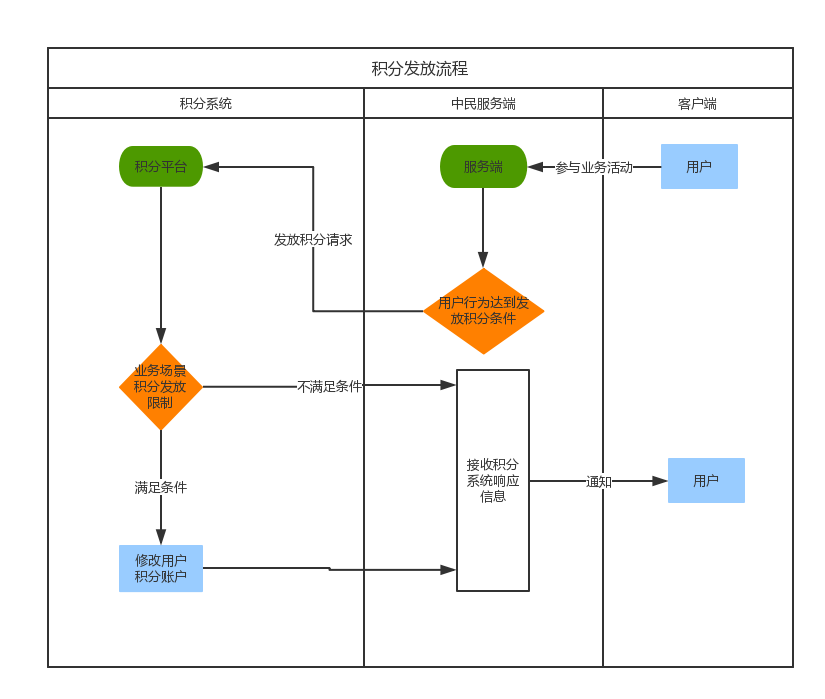 积分发放流程
积分系统
中民服务端
客户端
积分平台
服务端
参与业务活动
用户
发放积分请求
用户行为达到发
放积分条件
业务场景
积分发放
限制
不满足条件
接收积分
系统响应
信息
通知
用户
满足条件
修改用户
积分账户